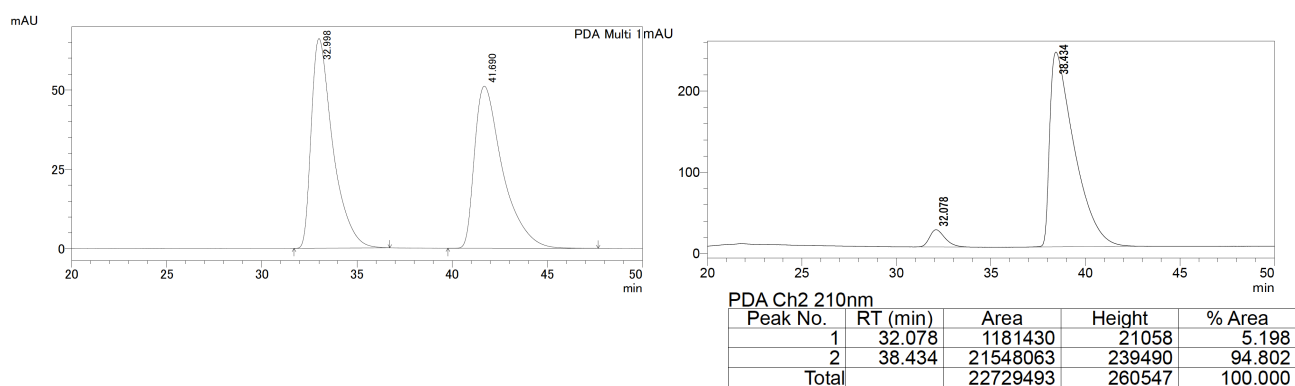 mAU
PDA Multi 1
32.998
41.690
50
25
0
20 25 30 35 40 45 50
min
mAU
38.434
32.078
200
100
0
20 25 30 35 40 45 50
min
PDA Ch2 210nm
Peak No. RT (min) Area Height % Area
1 32.078 1181430 21058 5.198
2 38.434 21548063 239490 94.802
Total 22729493 260547 100.000